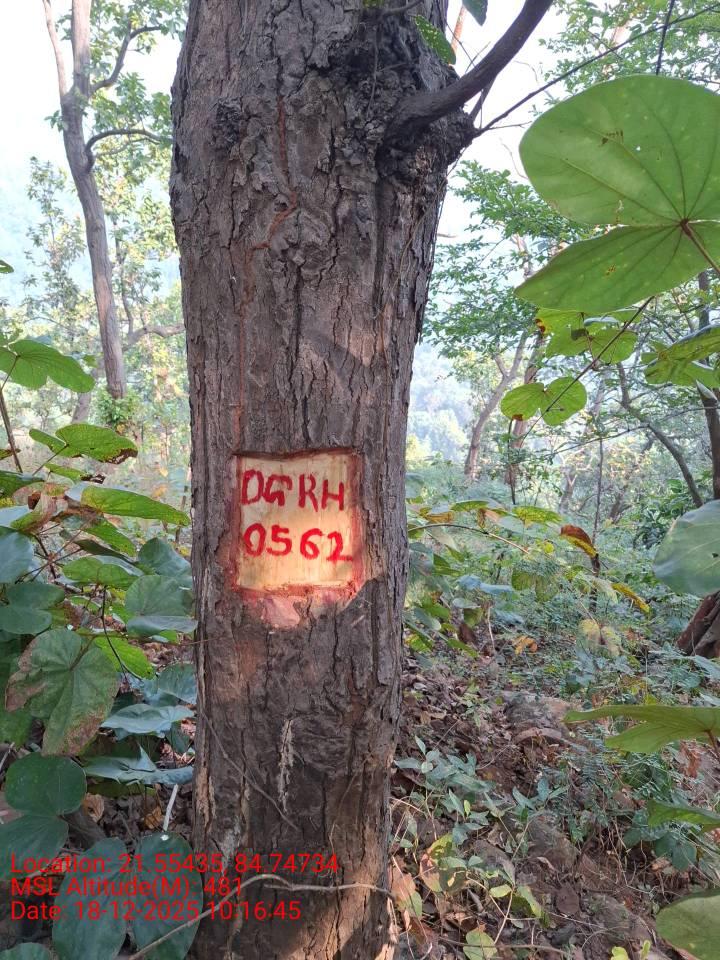 DGRH
0562
Location: 21.55435, 84.74734
MSL Altitude(M): 481
Date: 18-12-2025 10:16:45